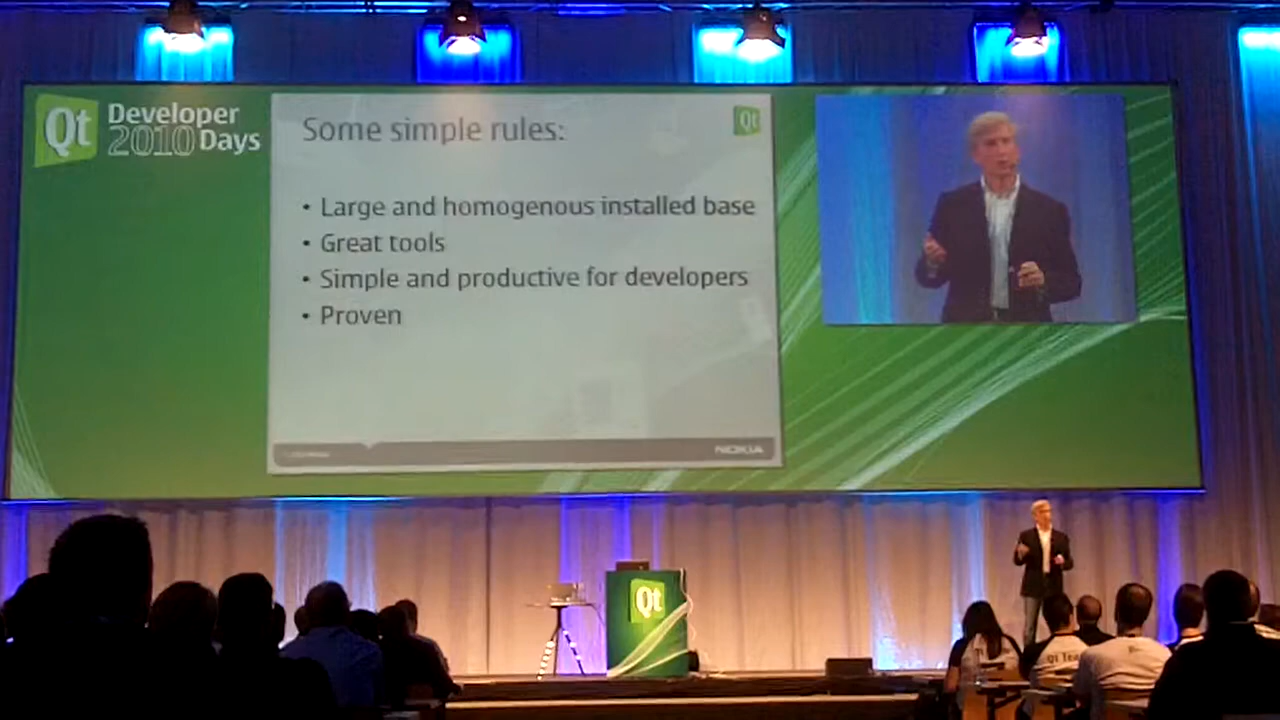 Qt Developer
2010 Days
Some simple rules:
Qt
• Large and homogenous installed base
• Great tools
• Simple and productive for developers
• Proven
NOKIA
Qt
Qt